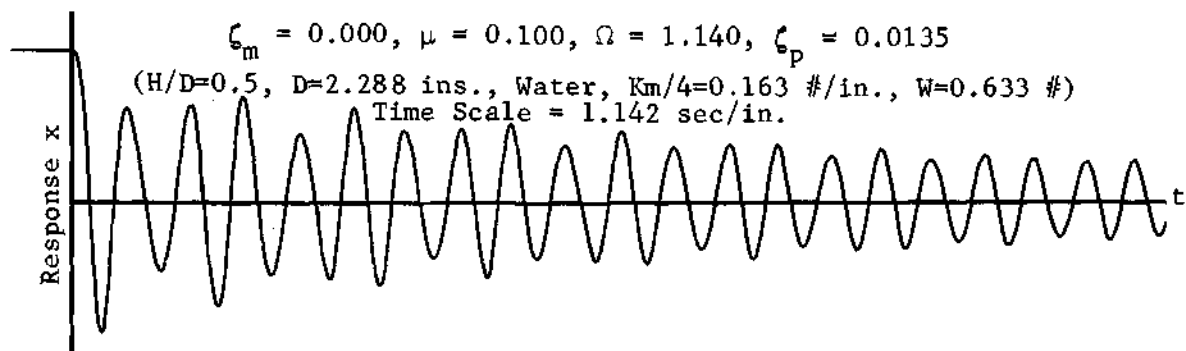 ζm = 0.000, μ = 0.100, Ω = 1.140, ζp = 0.0135
(H/D=0.5, D=2.288 ins., Water, Km/4=0.163 #/in., W=0.633 #)
Time Scale = 1.142 sec/in.
Response x
t